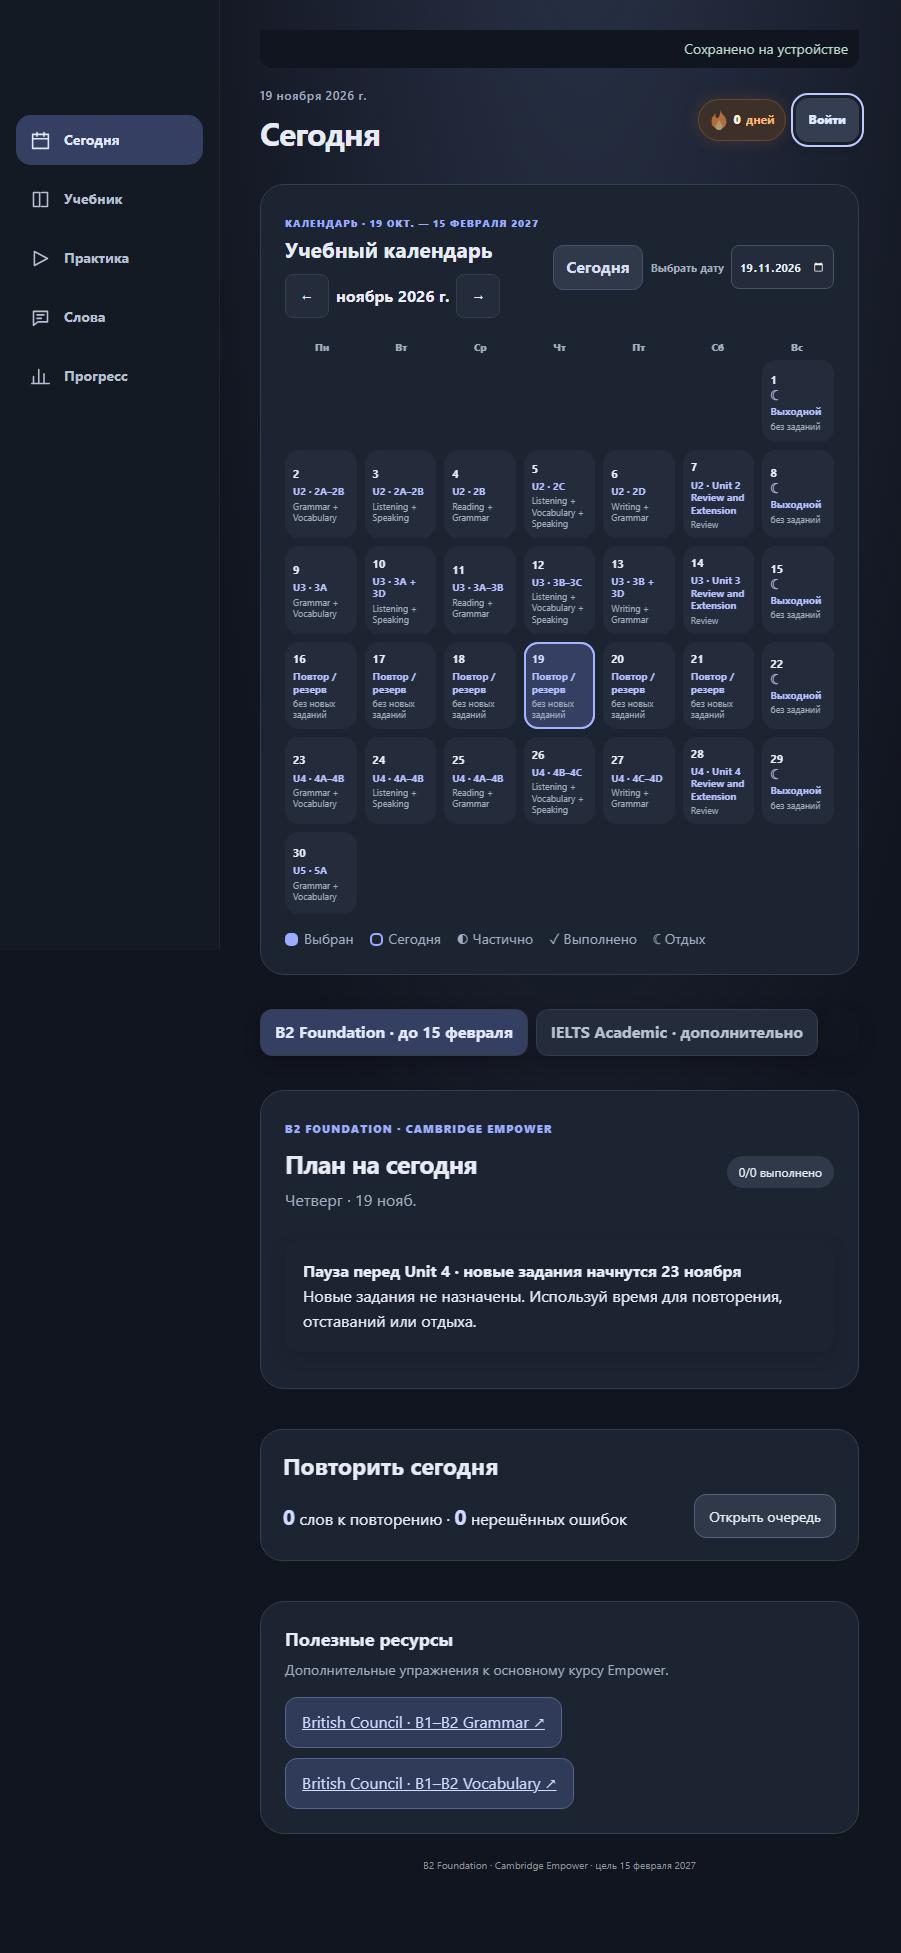 Сохранено на устройстве
19 ноября 2026 г.
Сегодня
0 дней
Войти
Сегодня
Учебник
Практика
Слова
Прогресс
КАЛЕНДАРЬ · 19 ОКТ. — 15 ФЕВРАЛЯ 2027
Учебный календарь
← ноябрь 2026 г. →
Сегодня
Выбрать дату
19.11.2026
Пн Вт Ср Чт Пт Сб Вс
1
☾
Выходной
без заданий
2
U2 · 2A–2B
Grammar +
Vocabulary
3
U2 · 2A–2B
Listening +
Speaking
4
U2 · 2B
Reading +
Grammar
5
U2 · 2C
Listening +
Vocabulary +
Speaking
6
U2 · 2D
Writing +
Grammar
7
U2 · Unit 2
Review and
Extension
Review
8
☾
Выходной
без заданий
9
U3 · 3A
Grammar +
Vocabulary
10
U3 · 3A +
3D
Listening +
Speaking
11
U3 · 3A–3B
Reading +
Grammar
12
U3 · 3B–3C
Listening +
Vocabulary +
Speaking
13
U3 · 3B +
3D
Writing +
Grammar
14
U3 · Unit 3
Review and
Extension
Review
15
☾
Выходной
без заданий
16
Повтор /
резерв
без новых
заданий
17
Повтор /
резерв
без новых
заданий
18
Повтор /
резерв
без новых
заданий
19
Повтор /
резерв
без новых
заданий
20
Повтор /
резерв
без новых
заданий
21
Повтор /
резерв
без новых
заданий
22
☾
Выходной
без заданий
23
U4 · 4A–4B
Grammar +
Vocabulary
24
U4 · 4A–4B
Listening +
Speaking
25
U4 · 4A–4B
Reading +
Grammar
26
U4 · 4B–4C
Listening +
Vocabulary +
Speaking
27
U4 · 4C–4D
Writing +
Grammar
28
U4 · Unit 4
Review and
Extension
Review
29
☾
Выходной
без заданий
30
U5 · 5A
Grammar +
Vocabulary
Выбран Сегодня ◐ Частично ✓ Выполнено ☾ Отдых
B2 Foundation · до 15 февраля
IELTS Academic · дополнительно
B2 FOUNDATION · CAMBRIDGE EMPOWER
План на сегодня
0/0 выполнено
Четверг · 19 нояб.
Пауза перед Unit 4 · новые задания начнутся 23 ноября
Новые задания не назначены. Используй время для повторения,
отставаний или отдыха.
Повторить сегодня
0 слов к повторению · 0 нерешённых ошибок
Открыть очередь
Полезные ресурсы
Дополнительные упражнения к основному курсу Empower.
British Council · B1–B2 Grammar ↗
British Council · B1–B2 Vocabulary ↗
B2 Foundation · Cambridge Empower · цель 15 февраля 2027